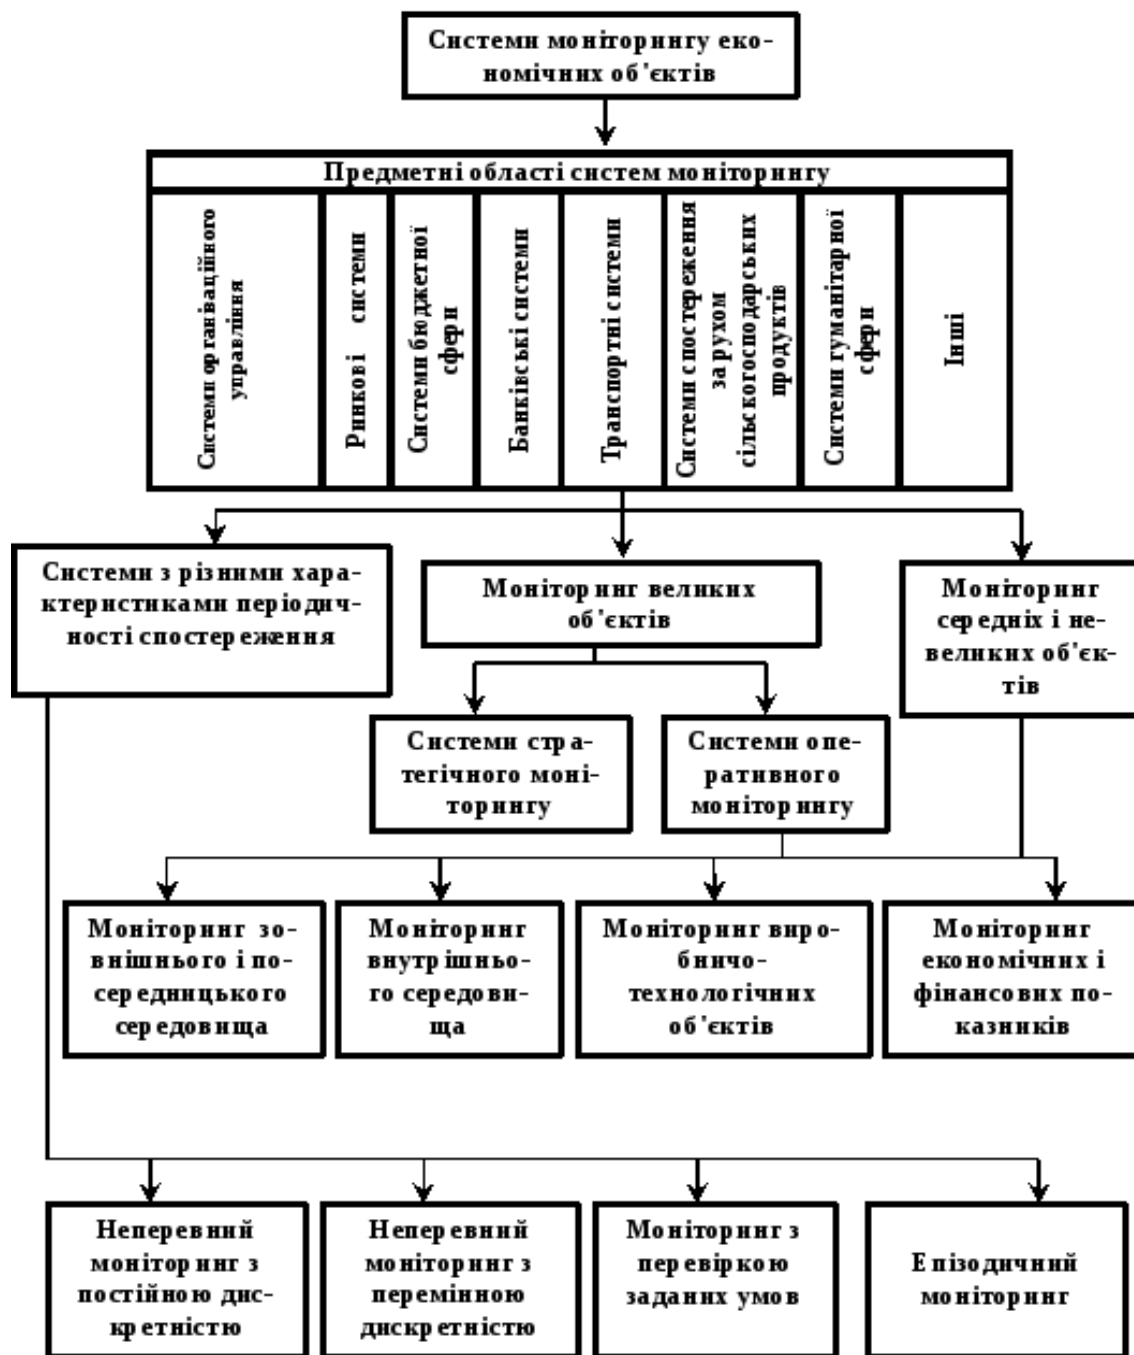 Системи моніторингу еко-
номічних об'єктів
Предметні області систем моніторингу
Системи органіваційного
управління
Ринкові системи
Системи бюджетної
сфери
Банківські системи
Транспортні системи
Системи спостереження
за рухом
сільскогосподарських
продуктів
Системи гуманітарної
сфери
Інші
Системи з різними хара-
ктеристиками періодич-
ності спостереження
Моніторинг великих
об'єктів
Моніторинг
середніх і не-
великих об'єк-
тів
Системи стра-
тегічного моні-
торингу
Системи опе-
ративного
моніторингу
Моніторинг зо-
внішнього і по-
середницького
середовища
Моніторинг
внутрішньо-
го середови-
ща
Моніторинг виро-
бничо-
технологічних
об'єктів
Моніторинг
економічних і
фінансових по-
казників
Неперевний
моніторинг з
постійною дис-
кретністю
Неперевний
моніторинг з
перемінною
дискретністю
Моніторинг з
перевіркою
заданих умов
Епізодичний
моніторинг